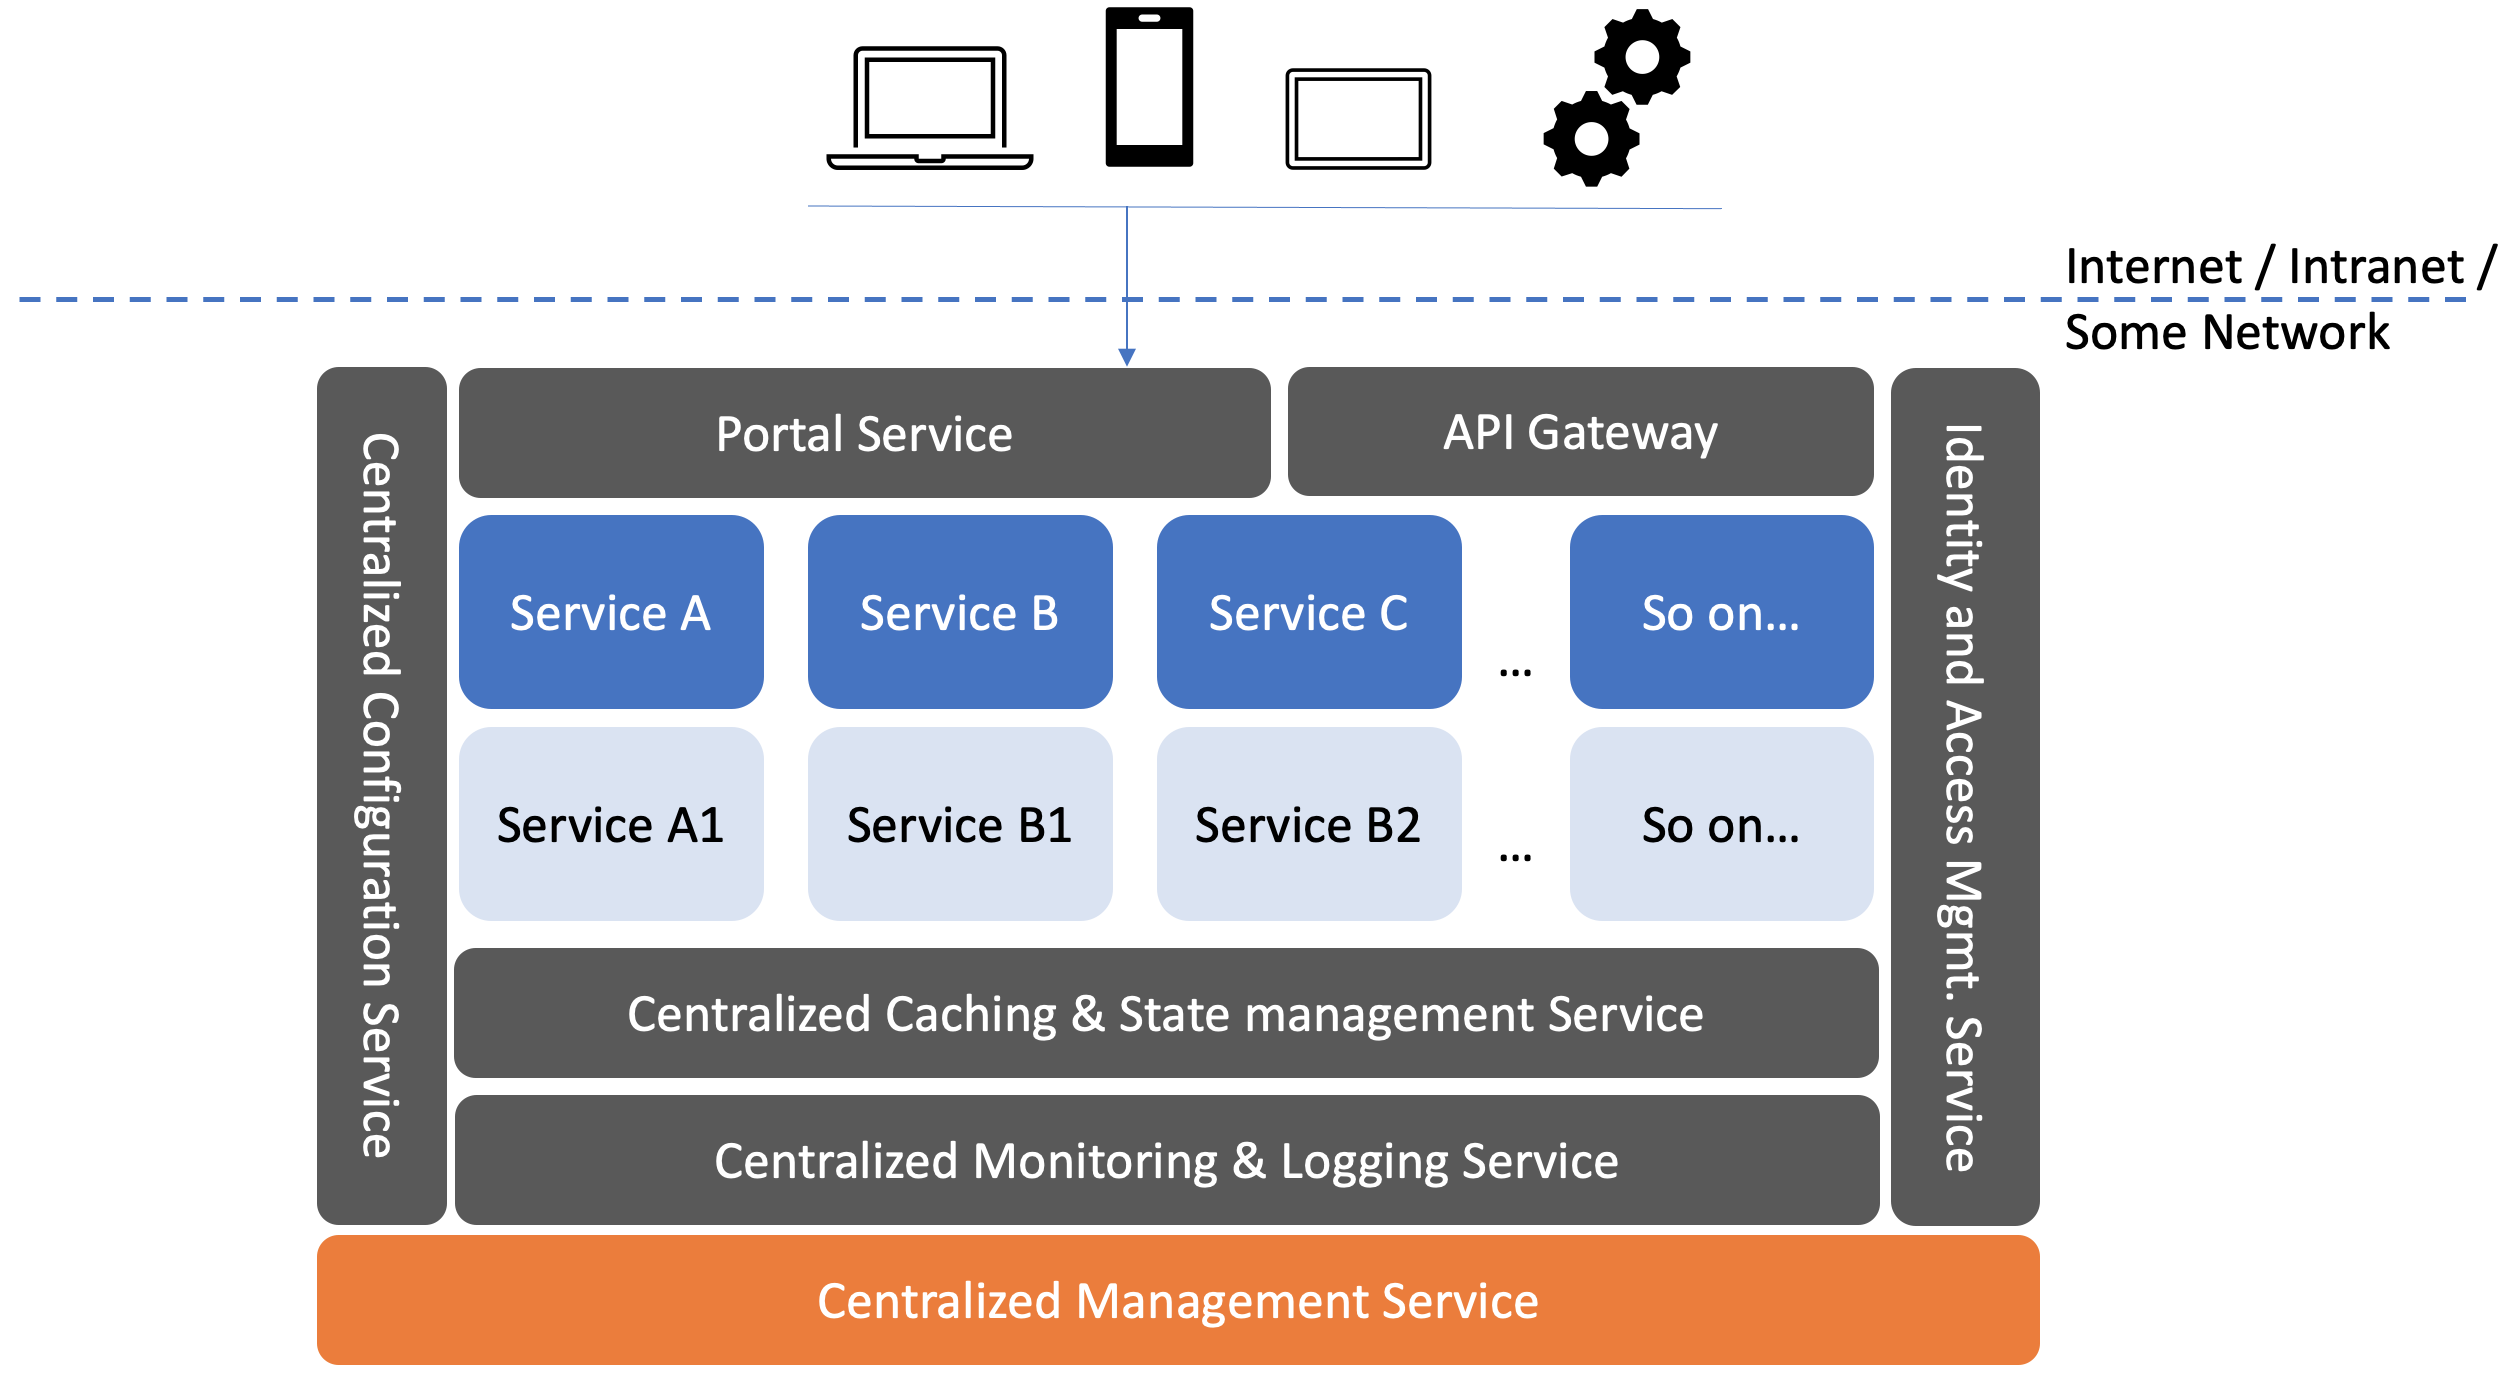 Internet / Intranet /
Some Network
Centralized Configuration Service
Portal Service
API Gateway
Identity and Access Mgmt. Service
Service A
Service B
Service C
...
So on...
Service A1
Service B1
Service B2
...
So on...
Centralized Caching & State management Service
Centralized Monitoring & Logging Service
Centralized Management Service